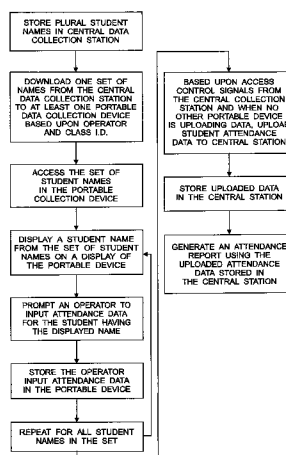 STORE PLURAL STUDENT
NAMES IN CENTRAL DATA
COLLECTION STATION
DOWNLOAD ONE SET OF
NAMES FROM THE CENTRAL
DATA COLLECTION STATION
TO AT LEAST ONE PORTABLE
DATA COLLECTION DEVICE
BASED UPON OPERATOR
AND CLASS I.D.
ACCESS THE SET OF
STUDENT NAMES
IN THE PORTABLE
COLLECTION DEVICE
DISPLAY A STUDENT NAME
FROM THE SET OF STUDENT
NAMES ON A DISPLAY OF
THE PORTABLE DEVICE
PROMPT AN OPERATOR TO
INPUT ATTENDANCE DATA
FOR THE STUDENT HAVING
THE DISPLAYED NAME
STORE THE OPERATOR
INPUT ATTENDANCE DATA
IN THE PORTABLE DEVICE
REPEAT FOR ALL STUDENT
NAMES IN THE SET
BASED UPON ACCESS
CONTROL SIGNALS FROM
THE CENTRAL COLLECTION
STATION AND WHEN NO
OTHER PORTABLE DEVICE
IS UPLOADING DATA, UPLOAD
STUDENT ATTENDANCE
DATA TO CENTRAL STATION
STORE UPLOADED DATA
IN THE CENTRAL STATION
GENERATE AN ATTENDANCE
REPORT USING THE
UPLOADED ATTENDANCE
DATA STORED IN
THE CENTRAL STATION